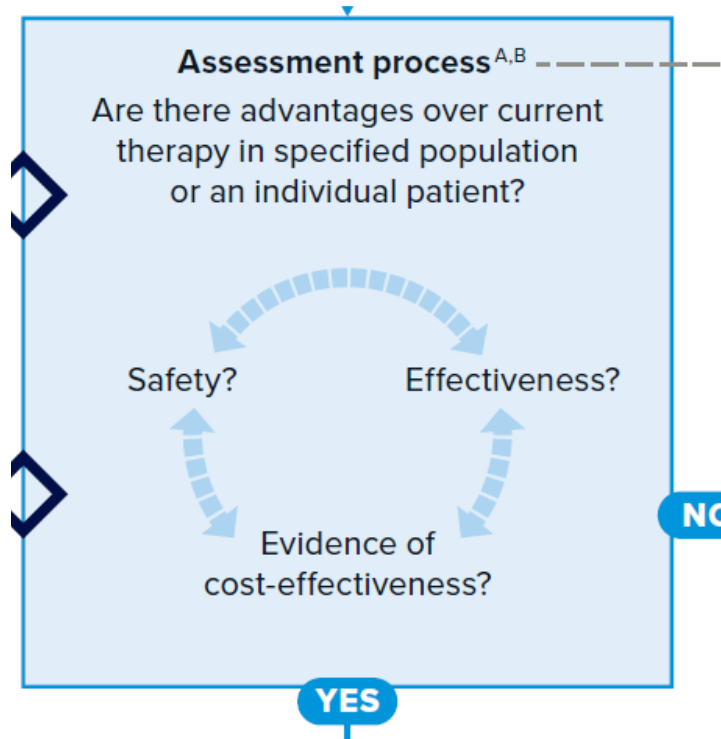 Assessment process A,B
Are there advantages over current
therapy in specified population
or an individual patient?
Safety?
Effectiveness?
Evidence of
cost-effectiveness?
NO
YES